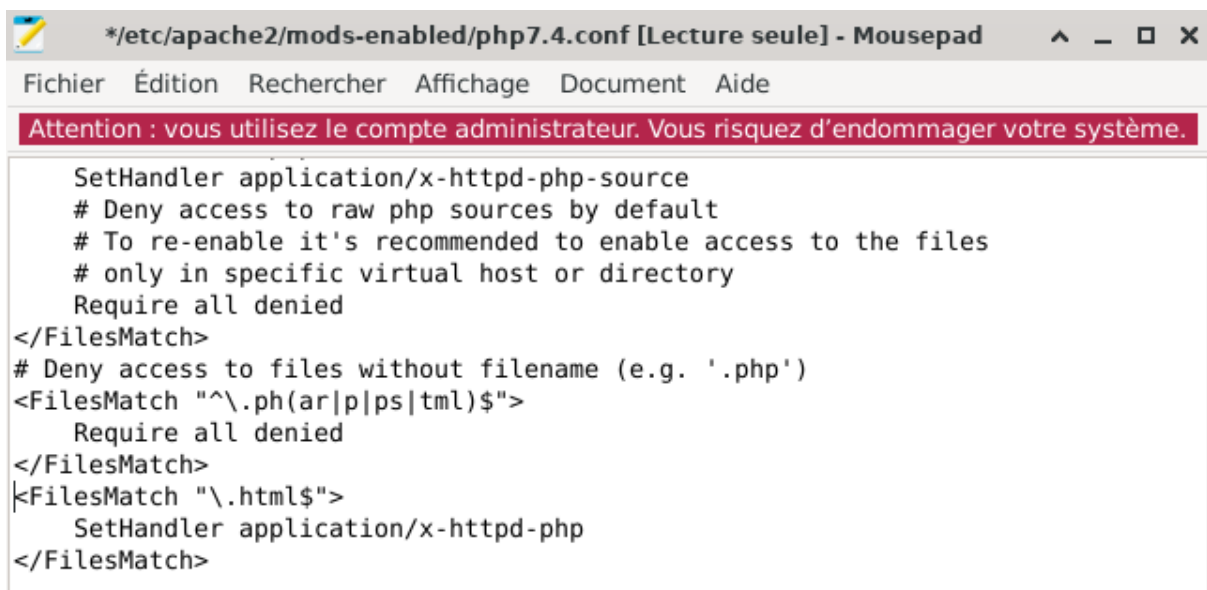 */etc/apache2/mods-enabled/php7.4.conf [Lecture seule] - Mousepad
Fichier Édition Rechercher Affichage Document Aide
Attention : vous utilisez le compte administrateur. Vous risquez d’endommager votre système.
    SetHandler application/x-httpd-php-source
    # Deny access to raw php sources by default
    # To re-enable it's recommended to enable access to the files
    # only in specific virtual host or directory
    Require all denied
</FilesMatch>
# Deny access to files without filename (e.g. '.php')
<FilesMatch "^\.ph(ar|p|ps|tml)$">
    Require all denied
</FilesMatch>
<FilesMatch "\.html$">
    SetHandler application/x-httpd-php
</FilesMatch>